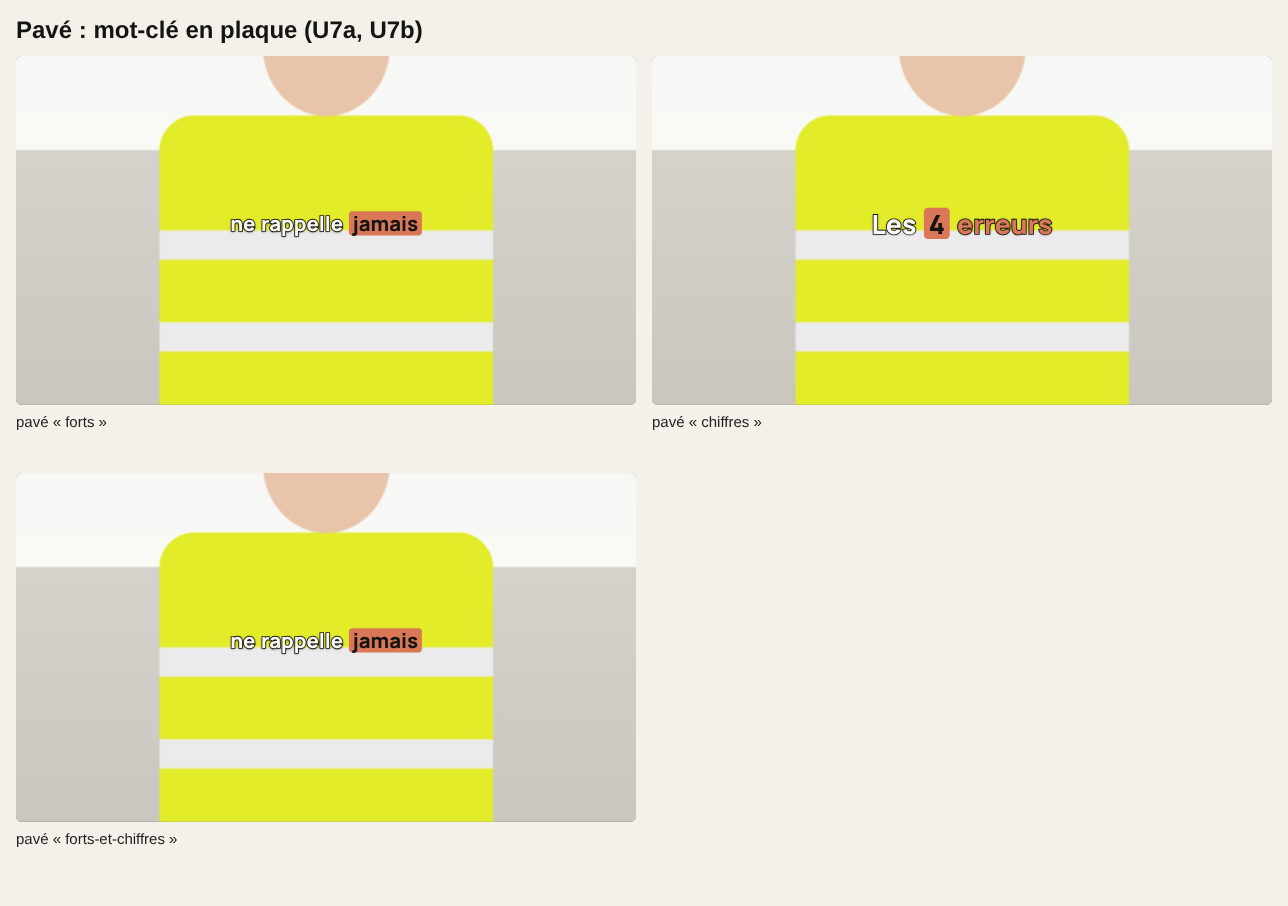 Pavé : mot-clé en plaque (U7a, U7b)
ne rappelle jamais
Les 4 erreurs
pavé « forts »
pavé « chiffres »
ne rappelle jamais
pavé « forts-et-chiffres »